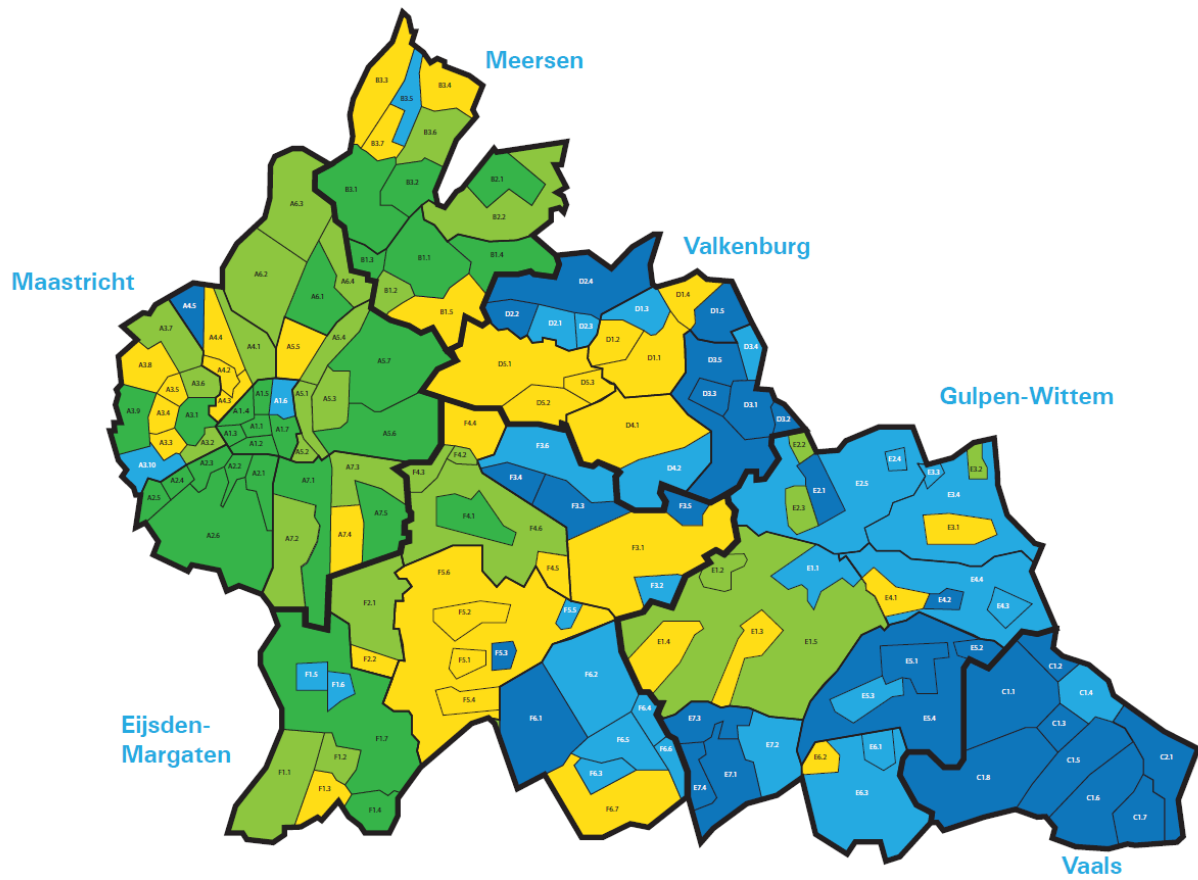 Meersen
B3.3
B3.4
B3.5
B3.6
B3.7
B3.1
B3.2
B2.1
B2.2
B1.3
B1.1
B1.4
B1.2
B1.5
Maastricht
A6.3
A6.2
A6.4
A6.1
A4.5
A3.7
A4.4
A4.1
A5.5
A5.4
A5.7
A3.8
A4.2
A3.6
A3.5
A4.3
A1.5
A1.6
A5.1
A5.3
A3.9
A3.4
A3.1
A1.4
A1.1
A1.7
A1.3
A1.2
A5.2
A5.6
A3.3
A3.2
A3.10
A2.3
A2.2
A2.1
A2.4
A2.5
A2.6
A7.3
A7.1
A7.5
A7.4
A7.2
Valkenburg
D2.4
D1.4
D1.5
D1.3
D2.2
D2.1
D2.3
D1.2
D1.1
D3.4
D3.5
D5.1
D5.3
D5.2
D3.3
D3.1
D3.2
D4.1
D4.2
Gulpen-Wittem
E2.2
E2.4
E3.3
E3.2
E2.1
E2.5
E2.3
E3.4
E3.1
E1.2
E1.1
E4.4
E4.1
E4.2
E4.3
E1.4
E1.3
E1.5
E5.1
E5.2
E5.3
E5.4
E7.3
E7.2
E7.1
E7.4
E6.2
E6.1
E6.3
Eijsden-
Margaten
F4.4
F3.6
F4.2
F4.3
F3.4
F3.3
F3.5
F4.1
F4.6
F3.1
F4.5
F3.2
F5.6
F2.1
F5.2
F5.5
F2.2
F5.1
F5.3
F5.4
F1.5
F1.6
F1.7
F1.2
F1.1
F1.3
F1.4
F6.2
F6.1
F6.4
F6.5
F6.6
F6.3
F6.7
C1.2
C1.1
C1.4
C1.3
C2.1
C1.5
C1.8
C1.6
C1.7
Vaals